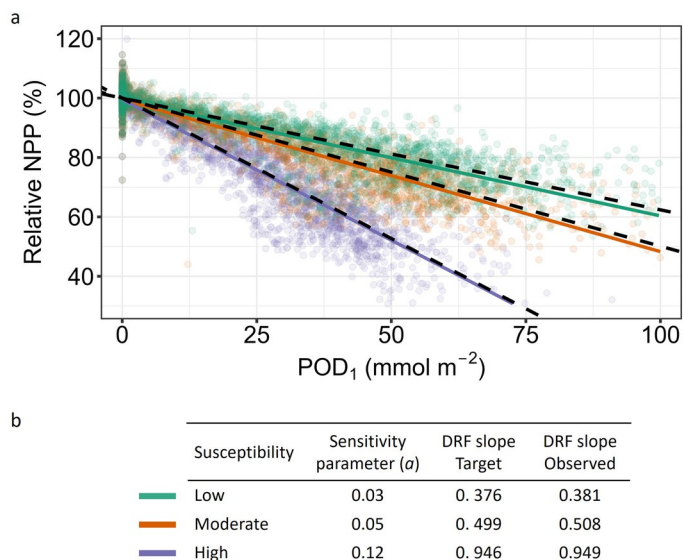 a
120
100
80
60
40
Relative NPP (%)
0 25 50 75 100
POD₁ (mmol m⁻²)
b
Susceptibility Sensitivity parameter (a) DRF slope Target DRF slope Observed
Low 0.03 0. 376 0.381
Moderate 0.05 0. 499 0.508
High 0.12 0. 946 0.949